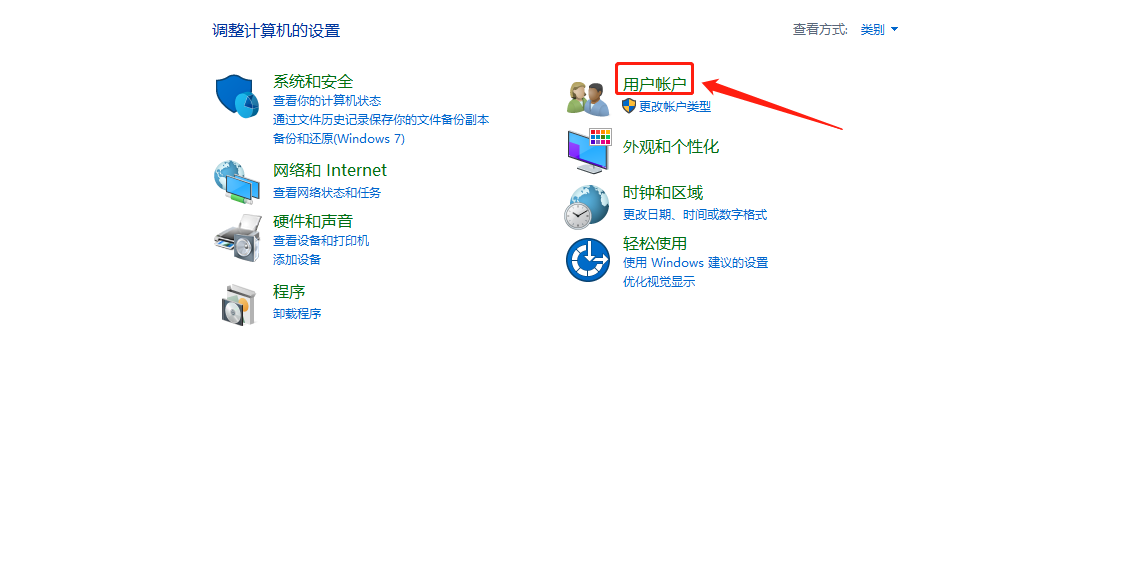 调整计算机的设置
查看方式: 类别
系统和安全
查看你的计算机状态
通过文件历史记录保存你的文件备份副本
备份和还原(Windows 7)
网络和 Internet
查看网络状态和任务
硬件和声音
查看设备和打印机
添加设备
程序
卸载程序
用户帐户
更改帐户类型
外观和个性化
时钟和区域
更改日期、时间或数字格式
轻松使用
使用 Windows 建议的设置
优化视觉显示